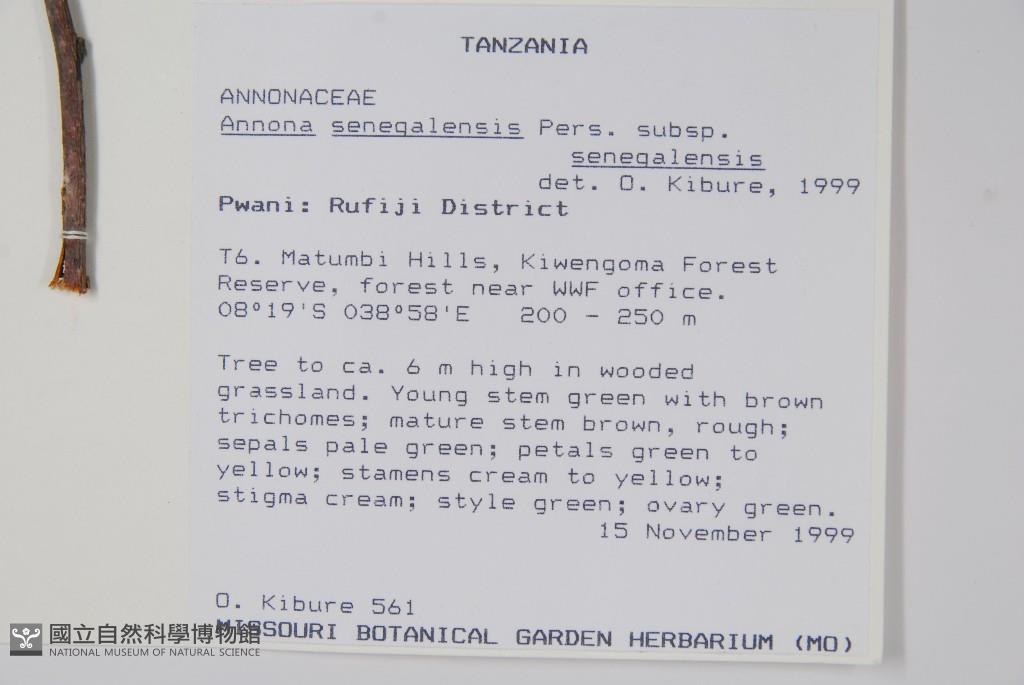 TANZANIA
ANNONACEAE
Annona senegalensis Pers. subsp.
senegalensis
det. O. Kibure, 1999
Pwani: Rufiji District
T6. Matumbi Hills, Kiwengoma Forest
Reserve, forest near WWF office.
08°19'S 038°58'E 200 - 250 m
Tree to ca. 6 m high in wooded
grassland. Young stem green with brown
trichomes; mature stem brown, rough;
sepals pale green; petals green to
yellow; stamens cream to yellow;
stigma cream; style green; ovary green.
15 November 1999
O. Kibure 561
MISSOURI BOTANICAL GARDEN HERBARIUM (MO)
國立自然科學博物館
NATIONAL MUSEUM OF NATURAL SCIENCE